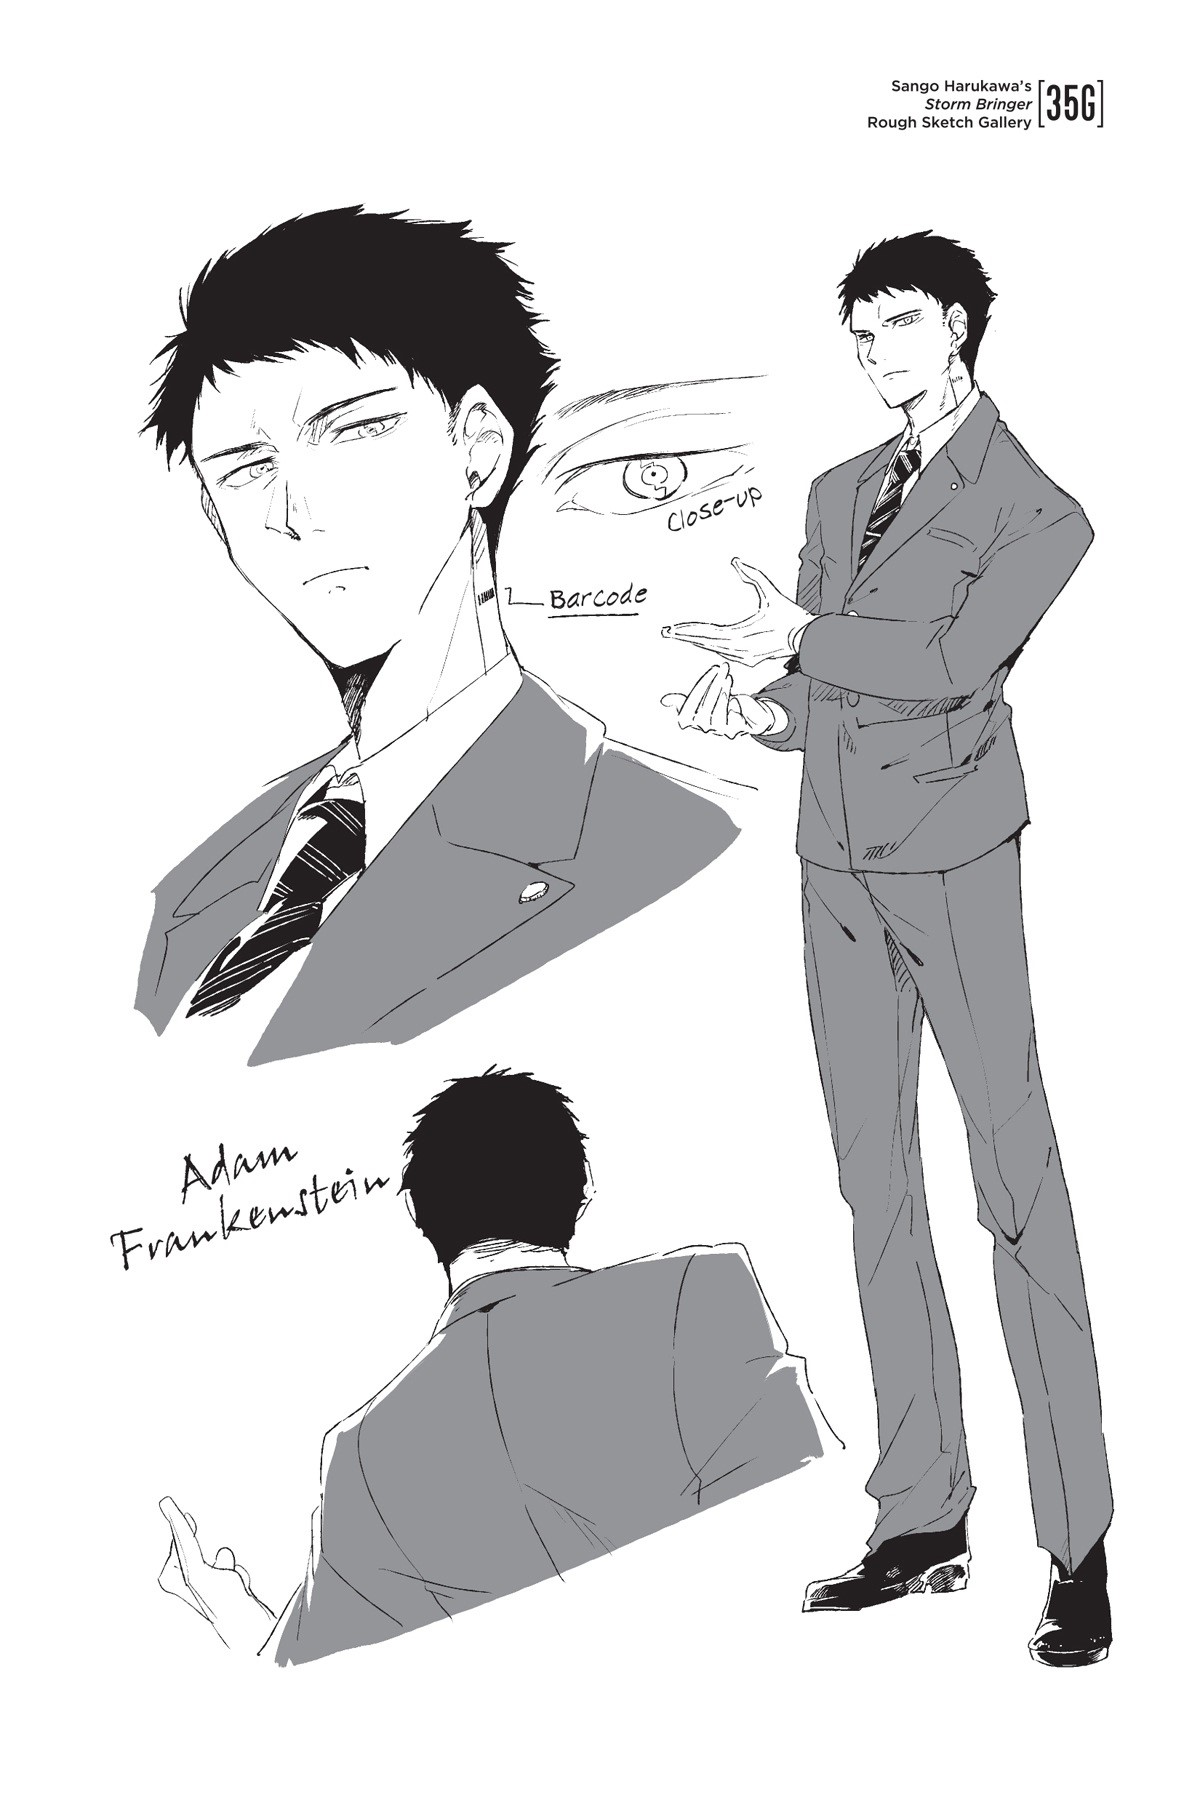 Sango Harukawa's
Storm Bringer
Rough Sketch Gallery
[35G]
Close-up
Barcode
Adam
Frankenstein